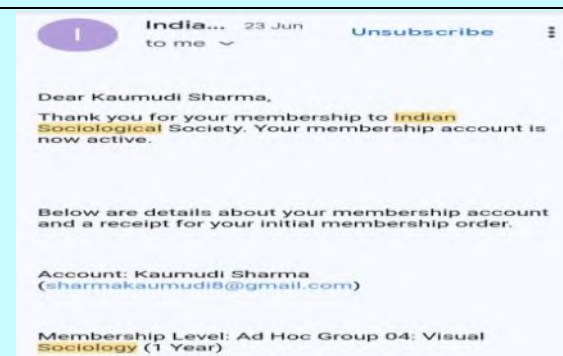 I
India... 23 Jun
Unsubscribe
to me
Dear Kaumudi Sharma,
Thank you for your membership to Indian
Sociological Society. Your membership account is
now active.
Below are details about your membership account
and a receipt for your initial membership order.
Account: Kaumudi Sharma
(sharmakaumudi8@gmail.com)
Membership Level: Ad Hoc Group 04: Visual
Sociology (1 Year)